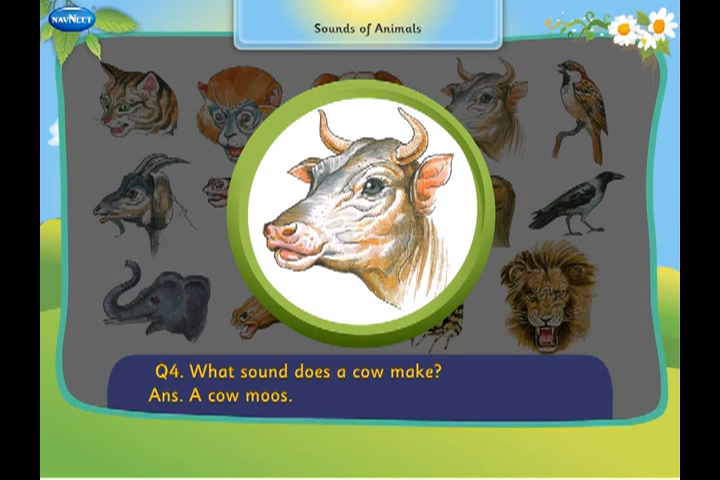 NAVNEET
Sounds of Animals
Q4. What sound does a cow make?
Ans. A cow moos.